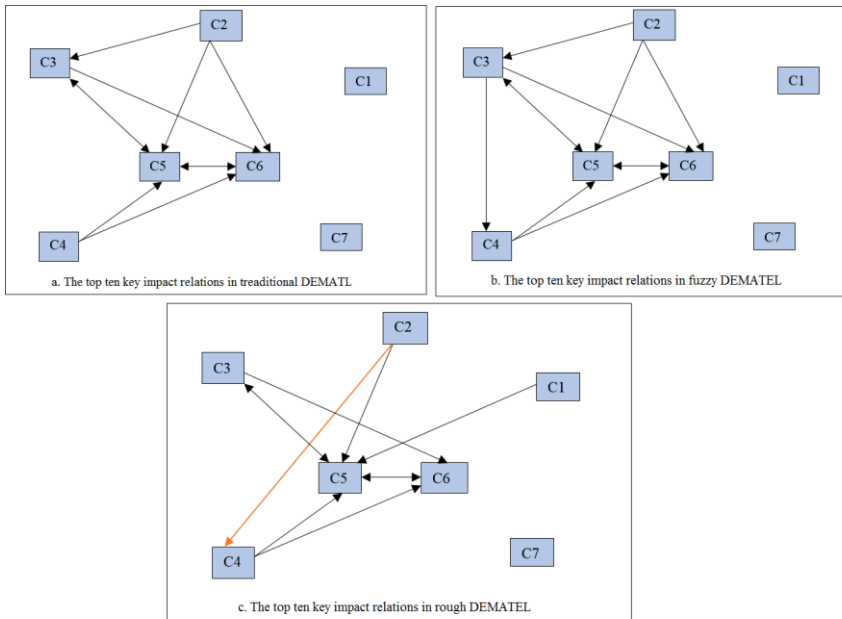 C2
C3
C1
C5
C6
C4
C7
a. The top ten key impact relations in treaditional DEMATL
C2
C3
C1
C5
C6
C4
C7
b. The top ten key impact relations in fuzzy DEMATEL
C2
C3
C1
C5
C6
C4
C7
c. The top ten key impact relations in rough DEMATEL